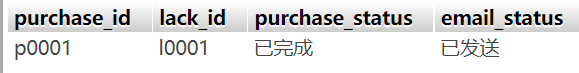 purchase_id lack_id purchase_status email_status
p0001 l0001 已完成 已发送